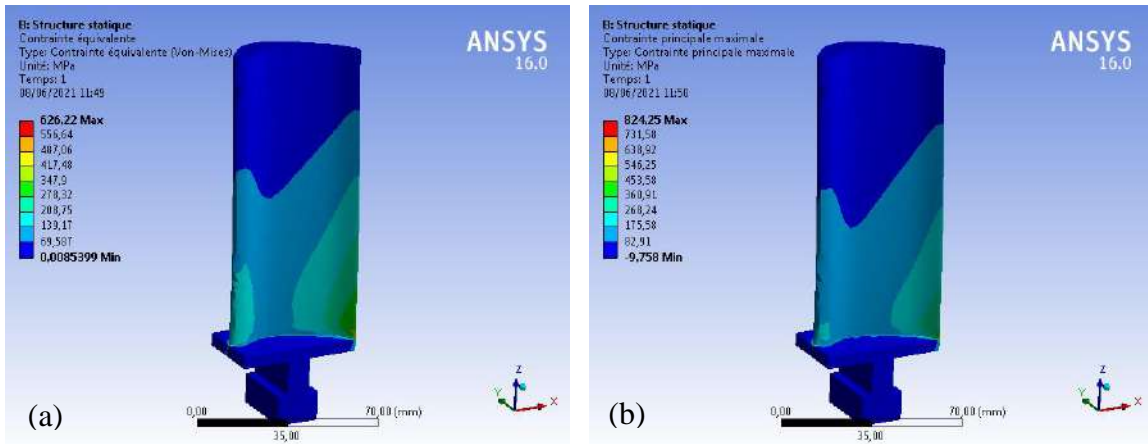 B: Structure statique
Contrainte équivalente
Type: Contrainte équivalente (Von-Mises)
Unité: MPa
Temps: 1
08/06/2021 11:49
ANSYS
16.0
626,22 Max
556,64
487,06
417,48
347,9
278,32
208,75
139,17
69,587
0,0085399 Min
0,00
70,00 (mm)
35,00
Z
Y
X
(a)
B: Structure statique
Contrainte principale maximale
Type: Contrainte principale maximale
Unité: MPa
Temps: 1
08/06/2021 11:50
ANSYS
16.0
824,25 Max
731,58
638,92
546,25
453,58
360,91
268,24
175,58
82,91
-9,758 Min
0,00
70,00 (mm)
35,00
Z
Y
X
(b)